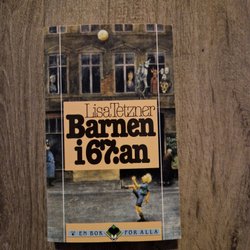 Lisa Tetzner
Barnen
i 67:an
EN BOK FÖR ALLA